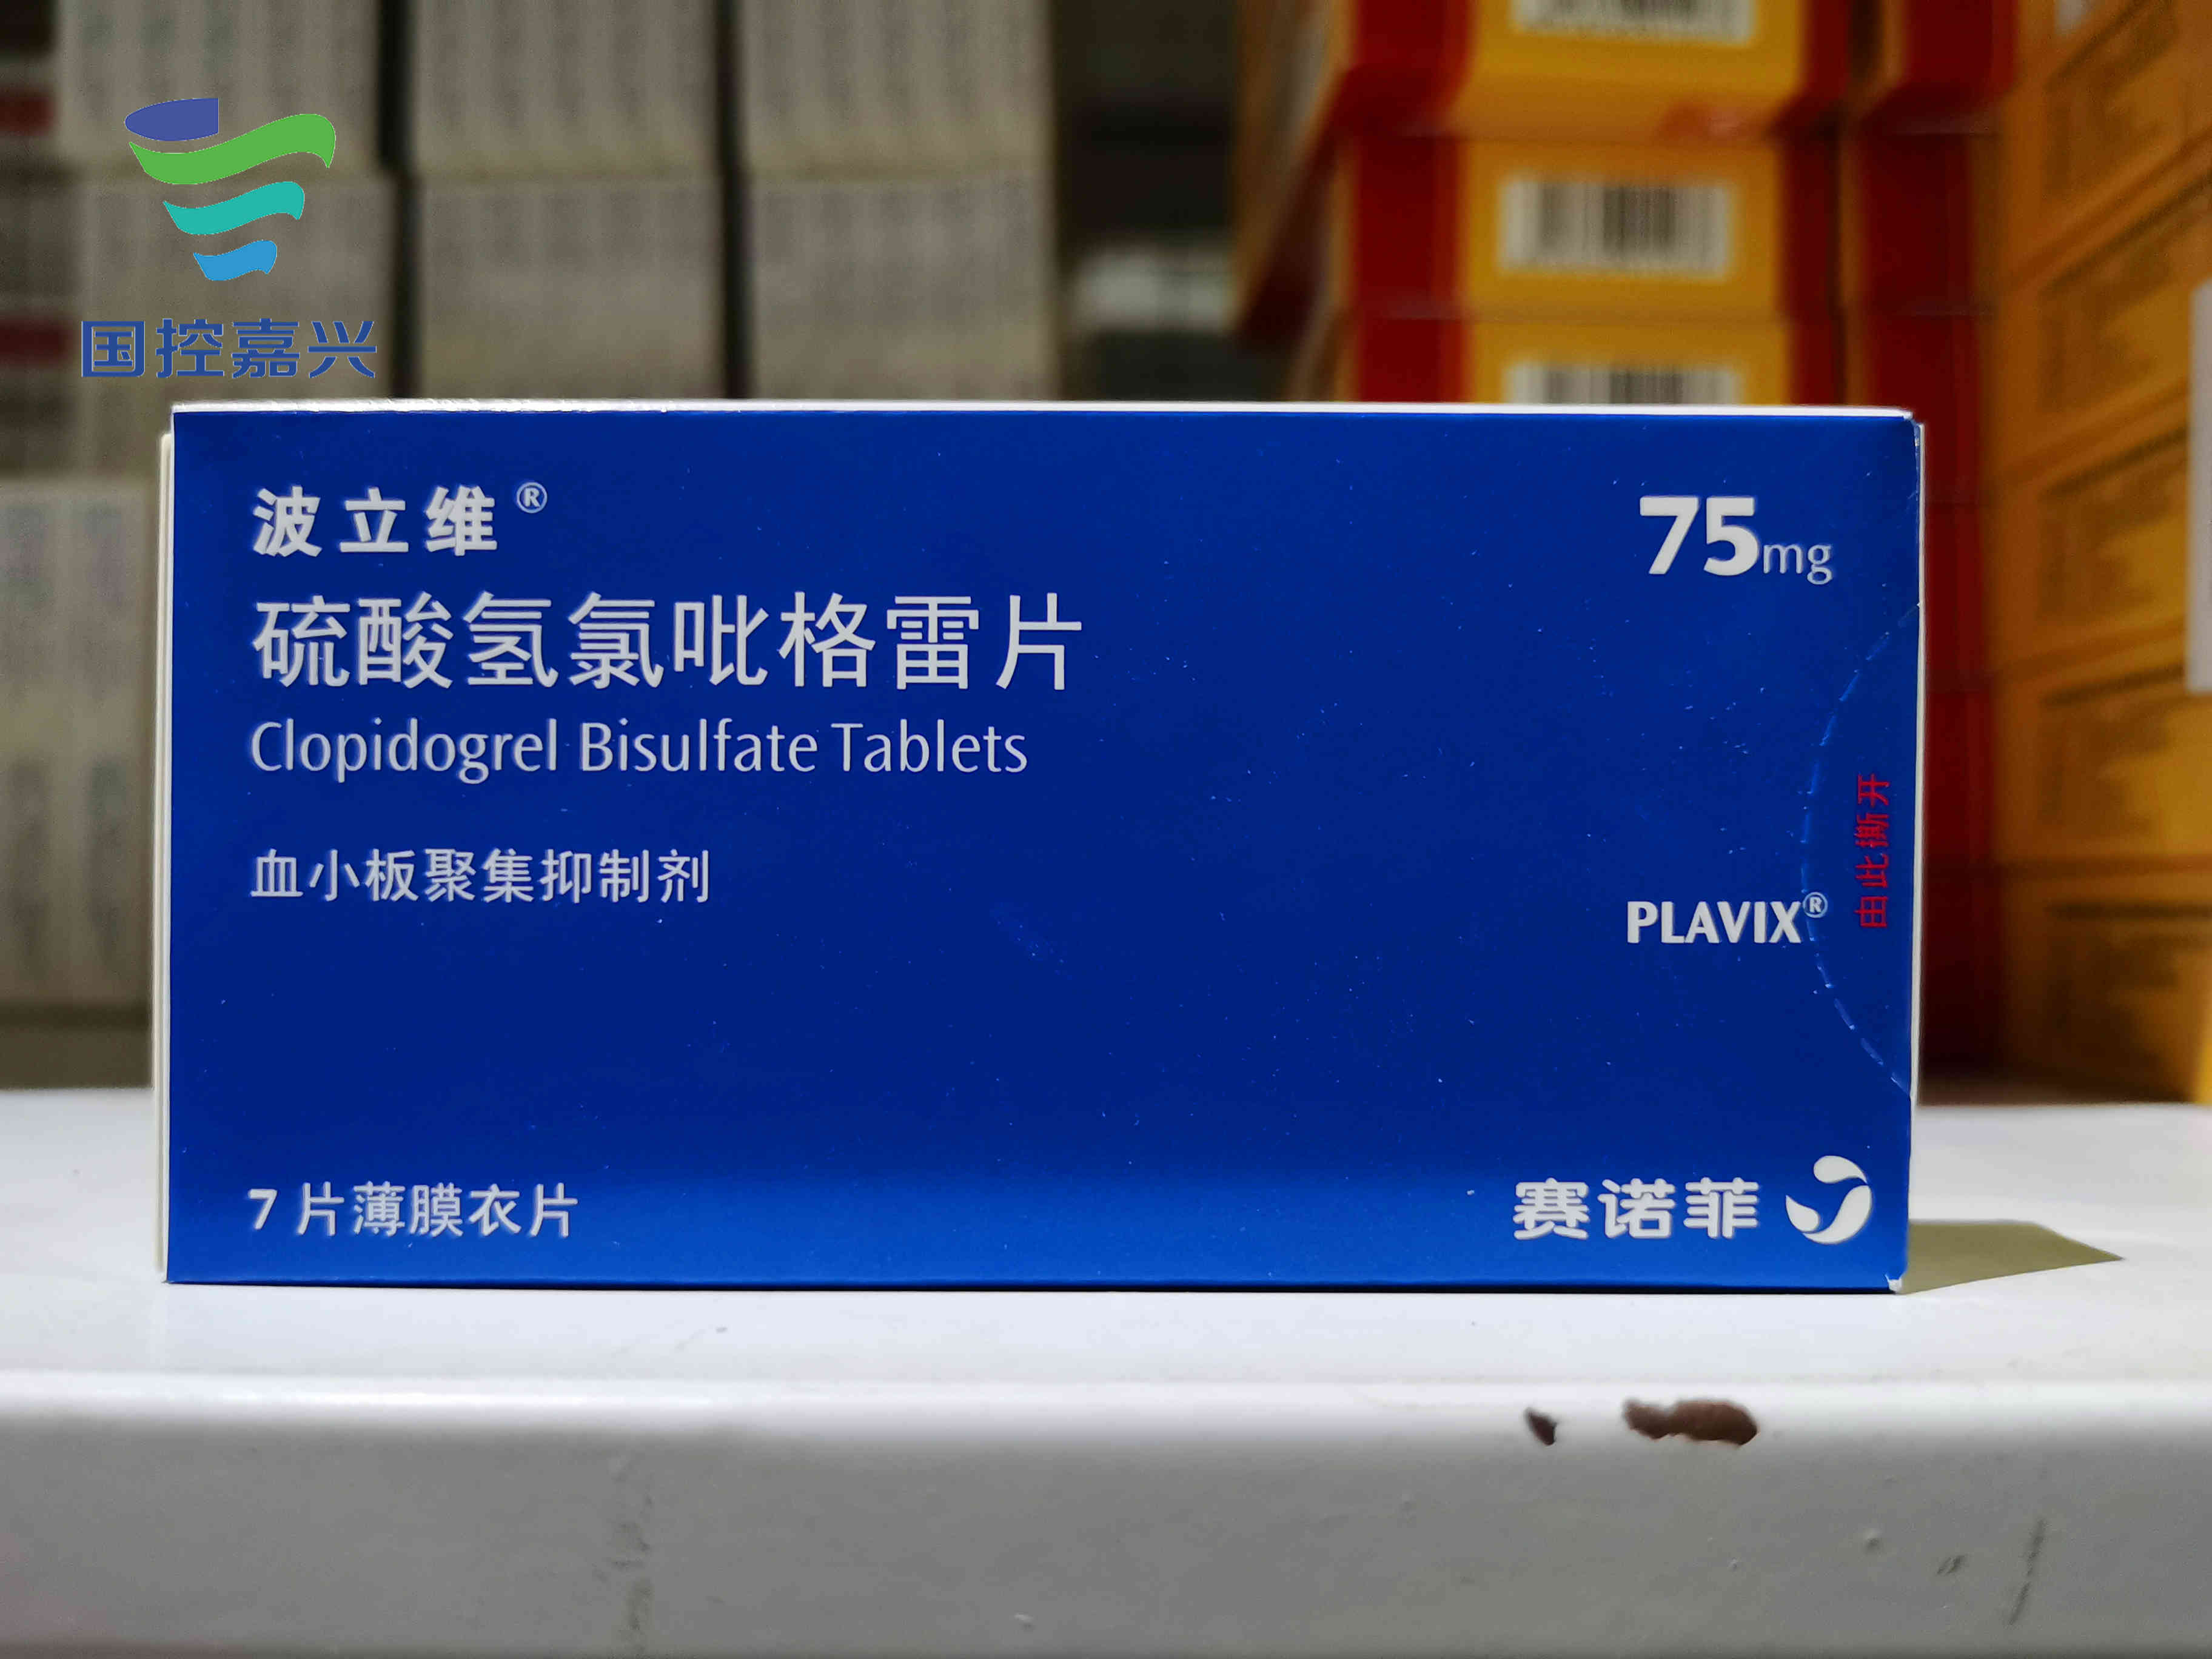 国控嘉兴
波立维®
75mg
硫酸氢氯吡格雷片
Clopidogrel Bisulfate Tablets
血小板聚集抑制剂
PLAVIX®
由此撕开
7 片薄膜衣片
赛诺菲